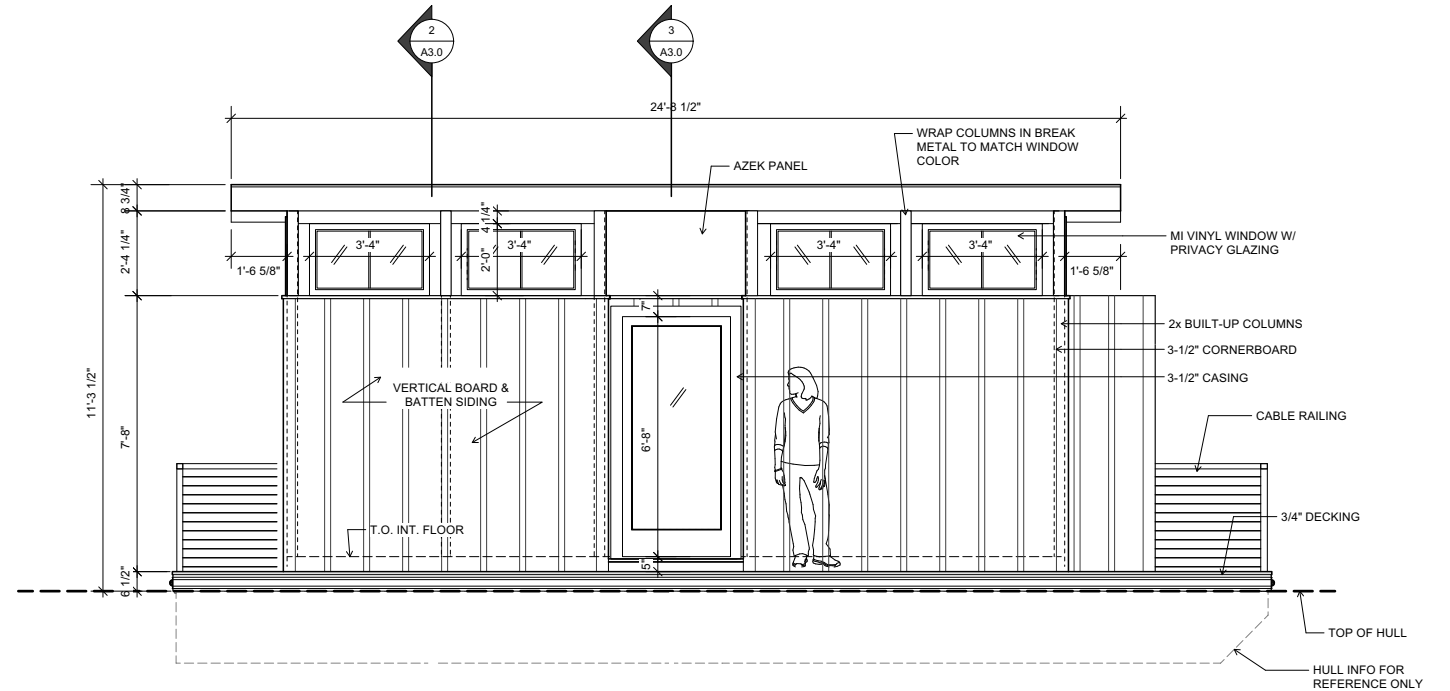 2
A3.0
3
A3.0
24'-8 1/2"
WRAP COLUMNS IN BREAK
METAL TO MATCH WINDOW
COLOR
AZEK PANEL
8 3/4"
4 1/4"
2'-4 1/4"
2'-0"
3'-4"
3'-4"
3'-4"
3'-4"
MI VINYL WINDOW W/
PRIVACY GLAZING
1'-6 5/8"
1'-6 5/8"
7"
2x BUILT-UP COLUMNS
3-1/2" CORNERBOARD
3-1/2" CASING
11'-3 1/2"
VERTICAL BOARD &
BATTEN SIDING
7'-8"
6'-8"
CABLE RAILING
T.O. INT. FLOOR
3/4" DECKING
5"
6 1/2"
TOP OF HULL
HULL INFO FOR
REFERENCE ONLY